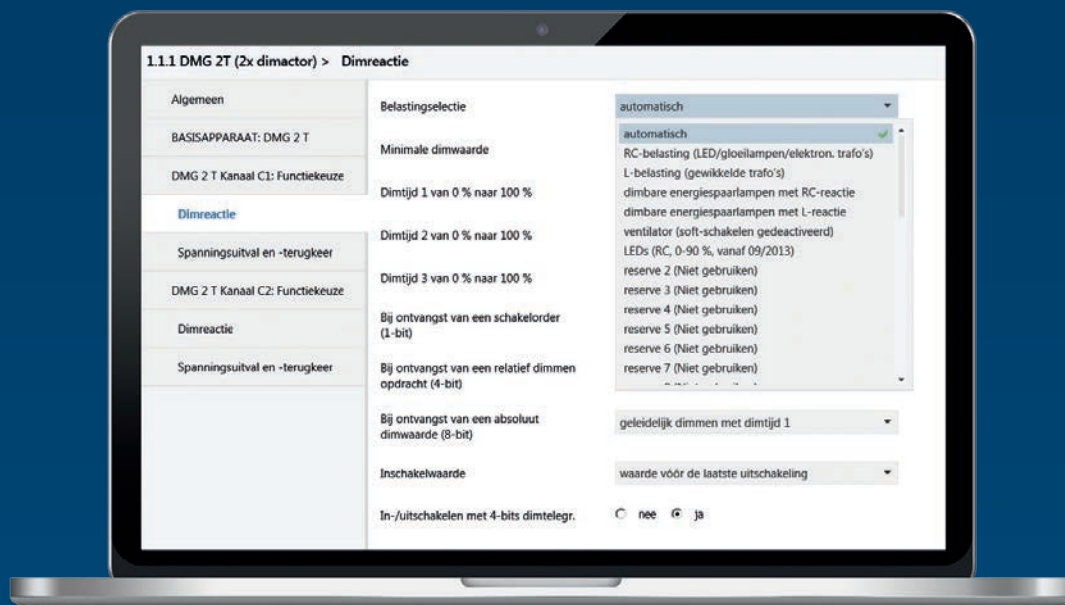 1.1.1 DMG 2T (2x dimactor) > Dimreactie
Algemeen
BASISAPPARAAT: DMG 2 T
DMG 2 T Kanaal C1: Functiekeuze
Dimreactie
Spanningsuitval en -terugkeer
DMG 2 T Kanaal C2: Functiekeuze
Dimreactie
Spanningsuitval en -terugkeer
Belastingselectie
automatisch
automatisch
RC-belasting (LED/gloeilampen/elektron. trafo's)
L-belasting (gewikkelde trafo's)
dimbare energiespaarlampen met RC-reactie
dimbare energiespaarlampen met L-reactie
ventilator (soft-schakelen gedeactiveerd)
LEDs (RC, 0-90 %, vanaf 09/2013)
reserve 2 (Niet gebruiken)
reserve 3 (Niet gebruiken)
reserve 4 (Niet gebruiken)
reserve 5 (Niet gebruiken)
reserve 6 (Niet gebruiken)
reserve 7 (Niet gebruiken)
Minimale dimwaarde
Dimtijd 1 van 0 % naar 100 %
Dimtijd 2 van 0 % naar 100 %
Dimtijd 3 van 0 % naar 100 %
Bij ontvangst van een schakelorder
(1-bit)
Bij ontvangst van een relatief dimmen
opdracht (4-bit)
Bij ontvangst van een absoluut
dimwaarde (8-bit)
geleidelijk dimmen met dimtijd 1
Inschakelwaarde
waarde vóór de laatste uitschakeling
In-/uitschakelen met 4-bits dimtelegr.
nee
ja